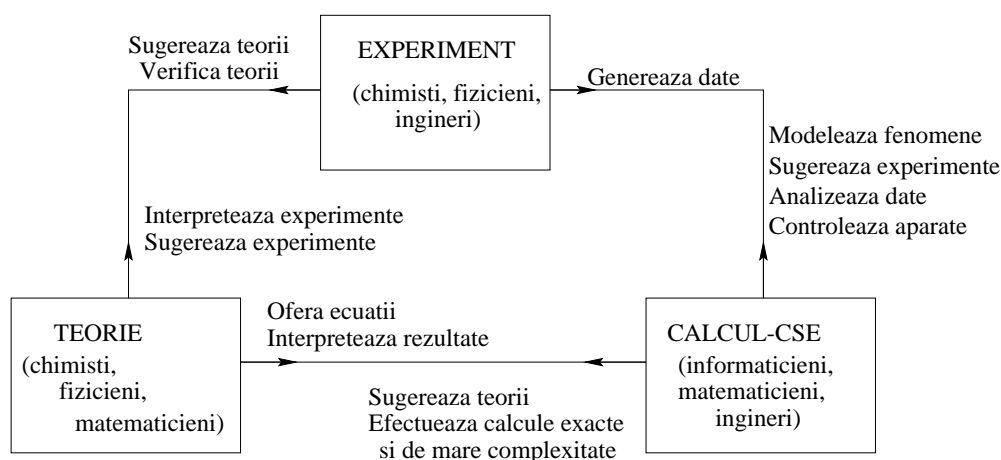 Sugereaza teorii
Verifica teorii
EXPERIMENT
(chimisti, fizicieni,
ingineri)
Genereaza date
Modeleaza fenomene
Sugereaza experimente
Analizeaza date
Controleaza aparate
Interpreteaza experimente
Sugereaza experimente
TEORIE
(chimisti,
fizicieni,
matematicieni)
Ofera ecuatii
Interpreteaza rezultate
Sugereaza teorii
Efectueaza calcule exacte
si de mare complexitate
CALCUL-CSE
(informaticieni,
matematicieni,
ingineri)